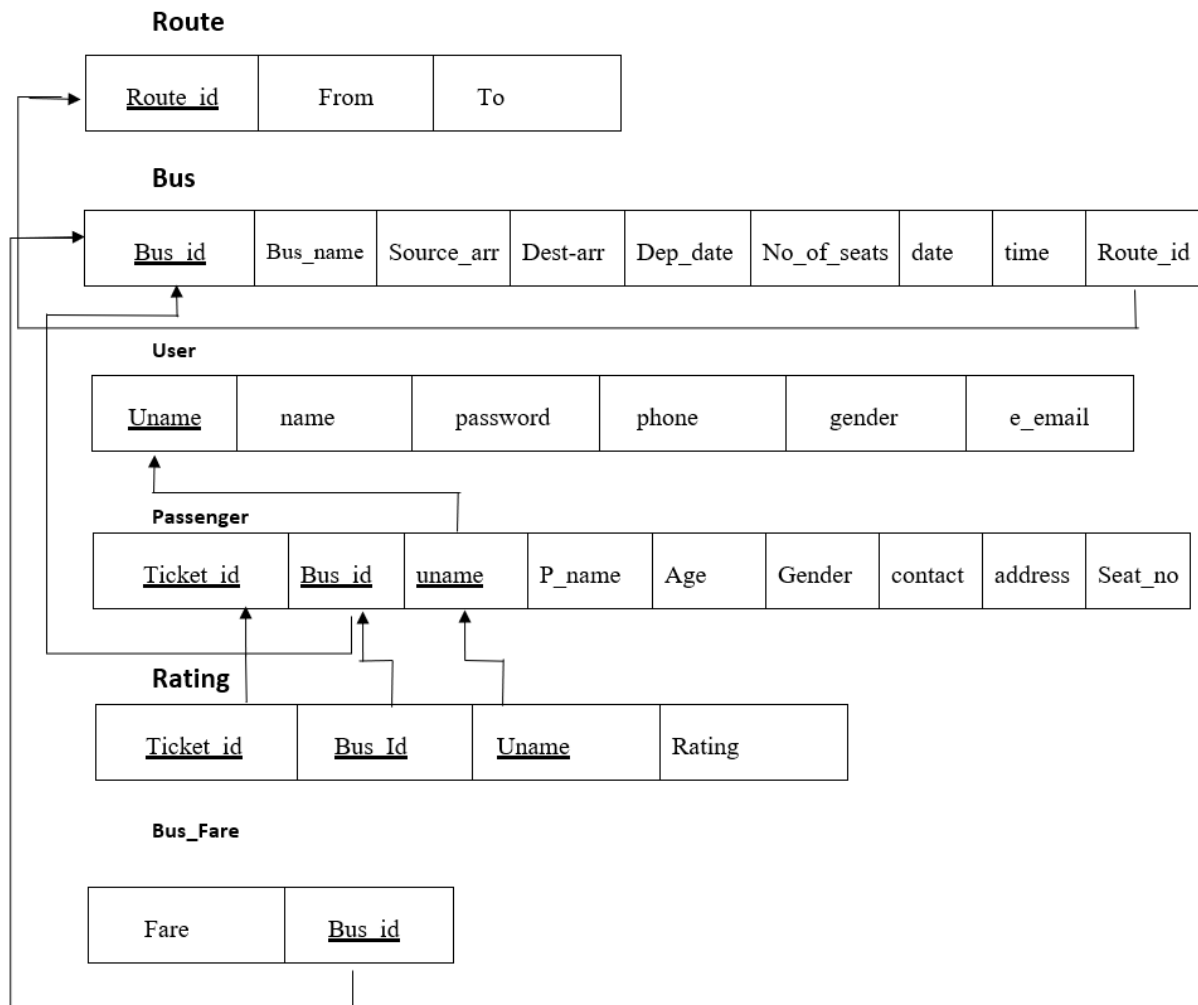 Route
Route_id From To
Bus
Bus_id Bus_name Source_arr Dest-arr Dep_date No_of_seats date time Route_id
User
Uname name password phone gender e_email
Passenger
Ticket_id Bus_id uname P_name Age Gender contact address Seat_no
Rating
Ticket_id Bus_Id Uname Rating
Bus_Fare
Fare Bus_id